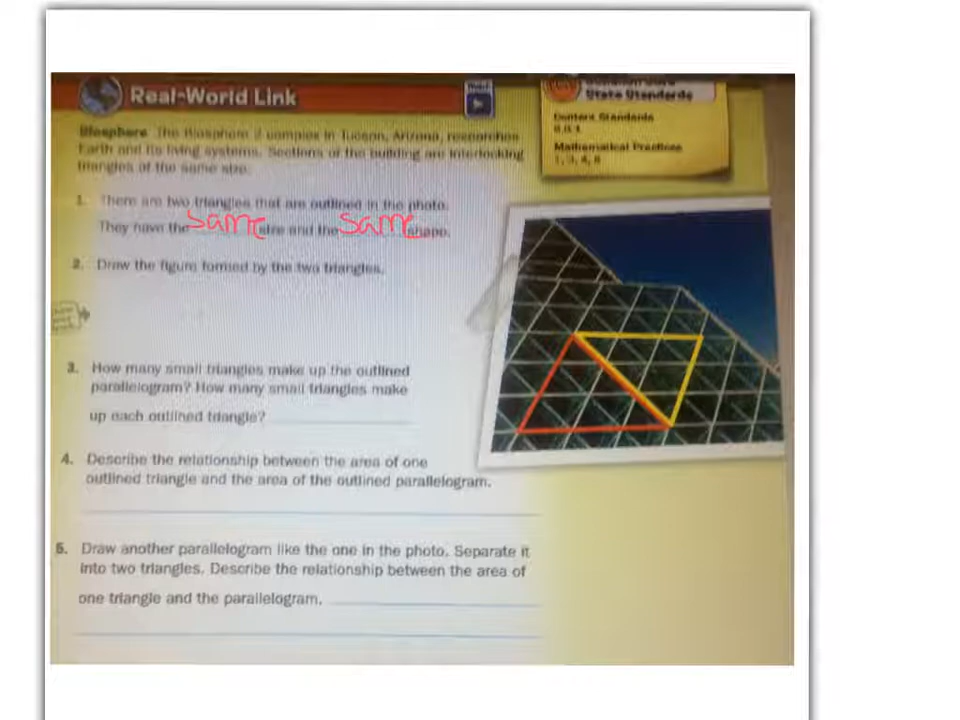 Real-World Link
Biosphere The Biosphere 2 complex in Tucson, Arizona, researches
Earth and its living systems. Sections of the building are interlocking
triangles of the same size.
State Standards
Content Standards
6.G.1
Mathematical Practices
1, 3, 4, 8
1. There are two triangles that are outlined in the photo.
They have the same size and the same shape.
2. Draw the figure formed by the two triangles.
3. How many small triangles make up the outlined
parallelogram? How many small triangles make
up each outlined triangle?
4. Describe the relationship between the area of one
outlined triangle and the area of the outlined parallelogram.
5. Draw another parallelogram like the one in the photo. Separate it
into two triangles. Describe the relationship between the area of
one triangle and the parallelogram.